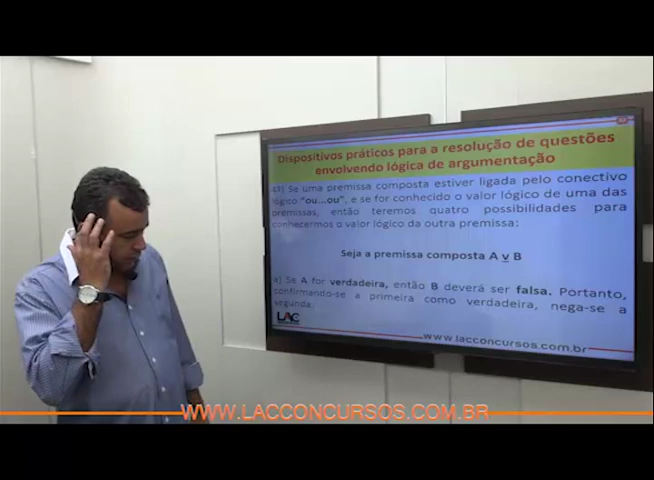 Dispositivos práticos para a resolução de questões
envolvendo lógica de argumentação
4º) Se uma premissa composta estiver ligada pelo conectivo
lógico "ou...ou", e se for conhecido o valor lógico de uma das
premissas, então teremos quatro possibilidades para
conhecermos o valor lógico da outra premissa:
Seja a premissa composta A v B
a) Se A for verdadeira, então B deverá ser falsa. Portanto,
confirmando-se a primeira como verdadeira, nega-se a
segunda;
LAC
www.lacconcursos.com.br
WWW.LACCONCURSOS.COM.BR